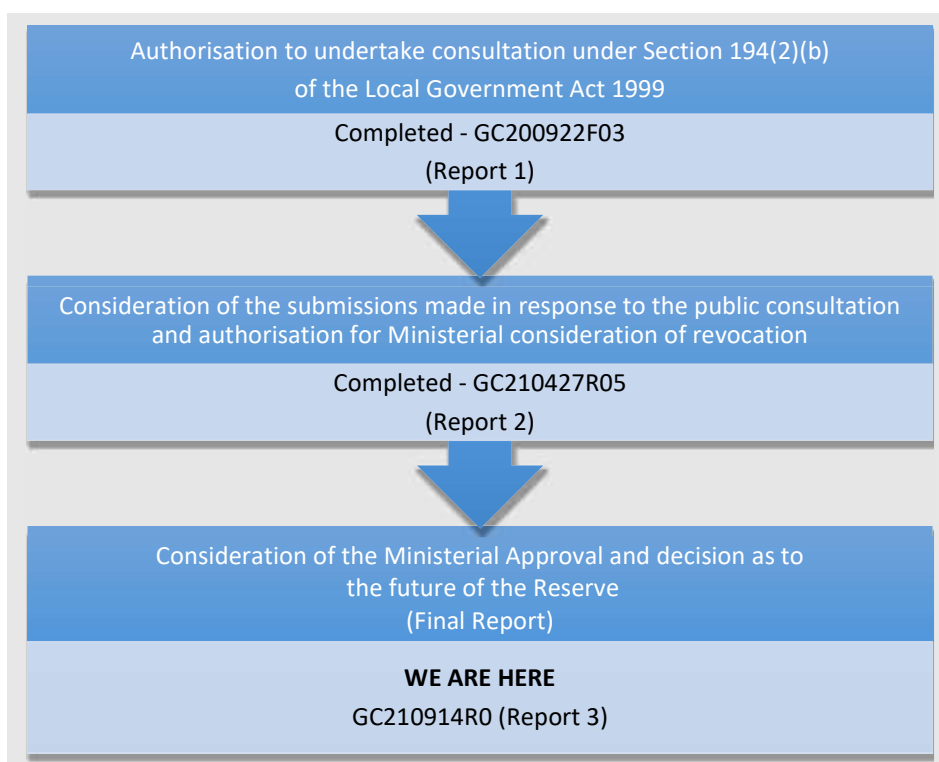 Authorisation to undertake consultation under Section 194(2)(b)
of the Local Government Act 1999
Completed - GC200922F03
(Report 1)
Consideration of the submissions made in response to the public consultation
and authorisation for Ministerial consideration of revocation
Completed - GC210427R05
(Report 2)
Consideration of the Ministerial Approval and decision as to
the future of the Reserve
(Final Report)
WE ARE HERE
GC210914R0 (Report 3)